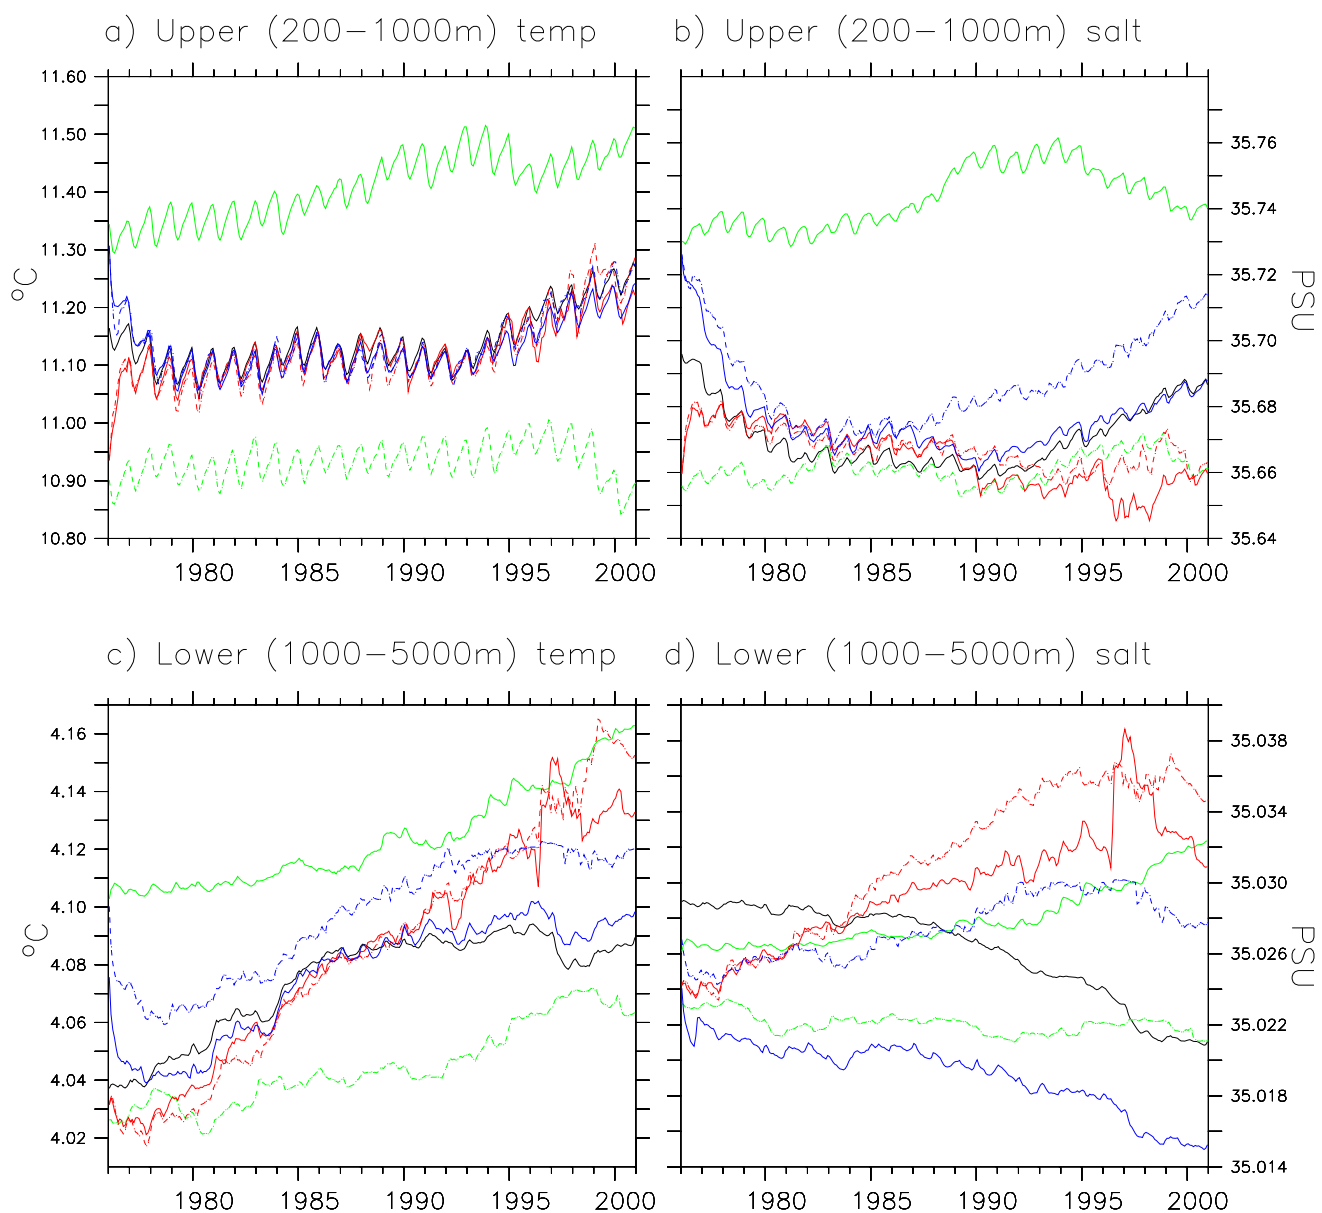 a) Upper (200-1000m) temp
b) Upper (200-1000m) salt
11.60
11.50
11.40
11.30
11.20
11.10
11.00
10.90
10.80
°C
35.76
35.74
35.72
35.70
35.68
35.66
35.64
PSU
1980 1985 1990 1995 2000
1980 1985 1990 1995 2000
c) Lower (1000-5000m) temp
d) Lower (1000-5000m) salt
4.16
4.14
4.12
4.10
4.08
4.06
4.04
4.02
°C
35.038
35.034
35.030
35.026
35.022
35.018
35.014
PSU
1980 1985 1990 1995 2000
1980 1985 1990 1995 2000